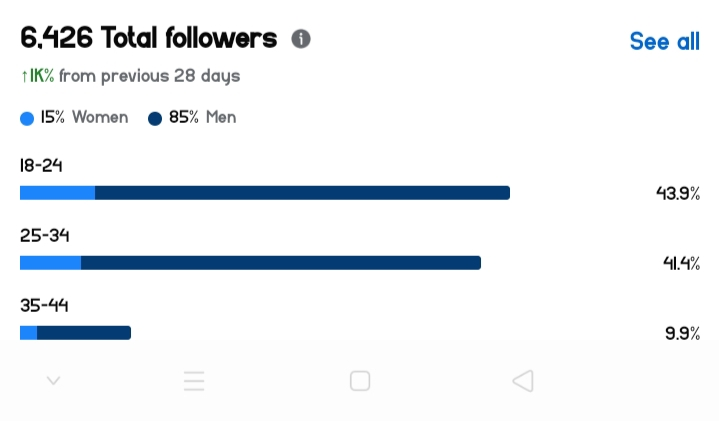 6,426 Total followers
See all
↑1K% from previous 28 days
15% Women 85% Men
18-24
43.9%
25-34
41.4%
35-44
9.9%